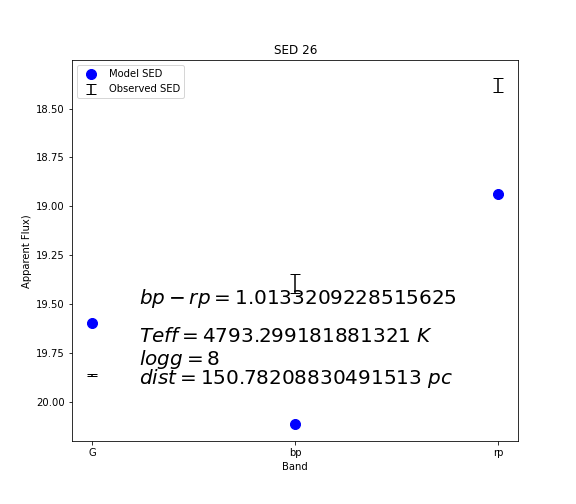 SED 26
Model SED
Observed SED
18.50
18.75
19.00
19.25
19.50
19.75
20.00
Apparent Flux)
bp − rp = 1.0133209228515625
Teff = 4793.299181881321 K
logg = 8
dist = 150.78208830491513 pc
G bp rp
Band